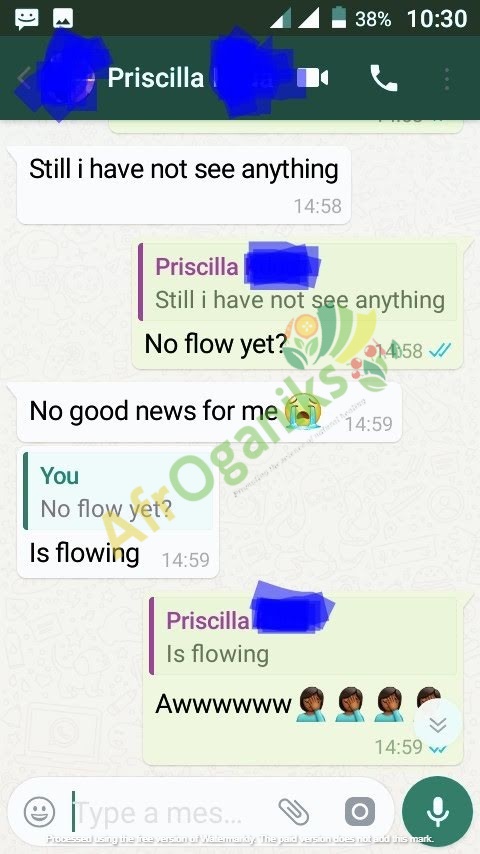 38% 10:30
Priscilla
14:58
Still i have not see anything
14:58
Priscilla
Still i have not see anything
No flow yet?
14:58
No good news for me
14:59
You
No flow yet?
Is flowing
14:59
Priscilla
Is flowing
Awwwwww
14:59
Type a mes...
AfrOganiks
Processed using the free version of Watermarkly. The paid version does not add this mark.